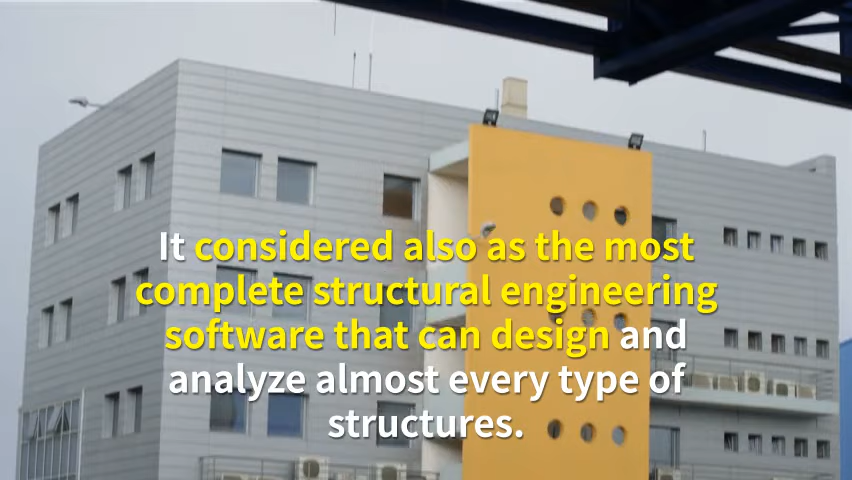 It considered also as the most
complete structural engineering
software that can design and
analyze almost every type of
structures.